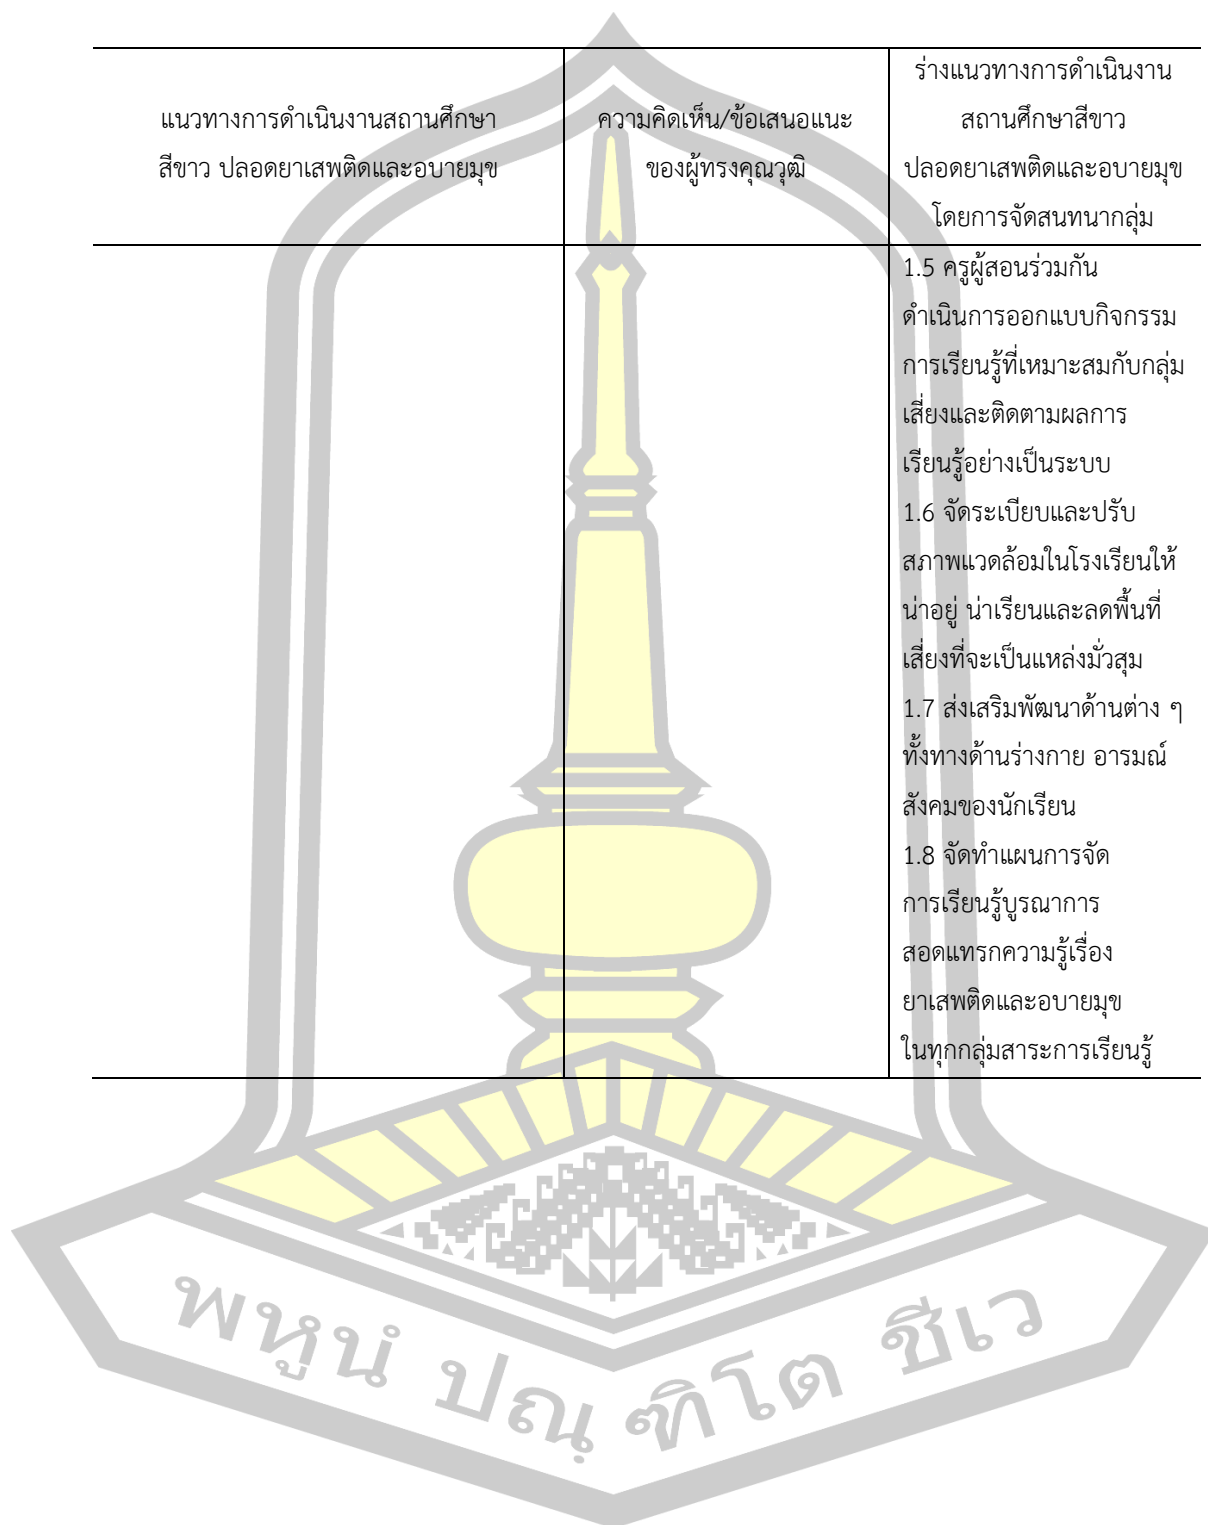 แนวทางการดำเนินงานสถานศึกษา
สีขาว ปลอดยาเสพติดและอบายมุข
ความคิดเห็น/ข้อเสนอแนะ
ของผู้ทรงคุณวุฒิ
ร่างแนวทางการดำเนินงาน
สถานศึกษาสีขาว
ปลอดยาเสพติดและอบายมุข
โดยการจัดสนทนากลุ่ม
1.5 ครูผู้สอนร่วมกัน
ดำเนินการออกแบบกิจกรรม
การเรียนรู้ที่เหมาะสมกับกลุ่ม
เสี่ยงและติดตามผลการ
เรียนรู้อย่างเป็นระบบ
1.6 จัดระเบียบและปรับ
สภาพแวดล้อมในโรงเรียนให้
น่าอยู่ น่าเรียนและลดพื้นที่
เสี่ยงที่จะเป็นแหล่งมั่วสุม
1.7 ส่งเสริมพัฒนาด้านต่าง ๆ
ทั้งทางด้านร่างกาย อารมณ์
สังคมของนักเรียน
1.8 จัดทำแผนการจัด
การเรียนรู้บูรณาการ
สอดแทรกความรู้เรื่อง
ยาเสพติดและอบายมุข
ในทุกกลุ่มสาระการเรียนรู้
พหูนํ ปณฺฑิโต ชีเว